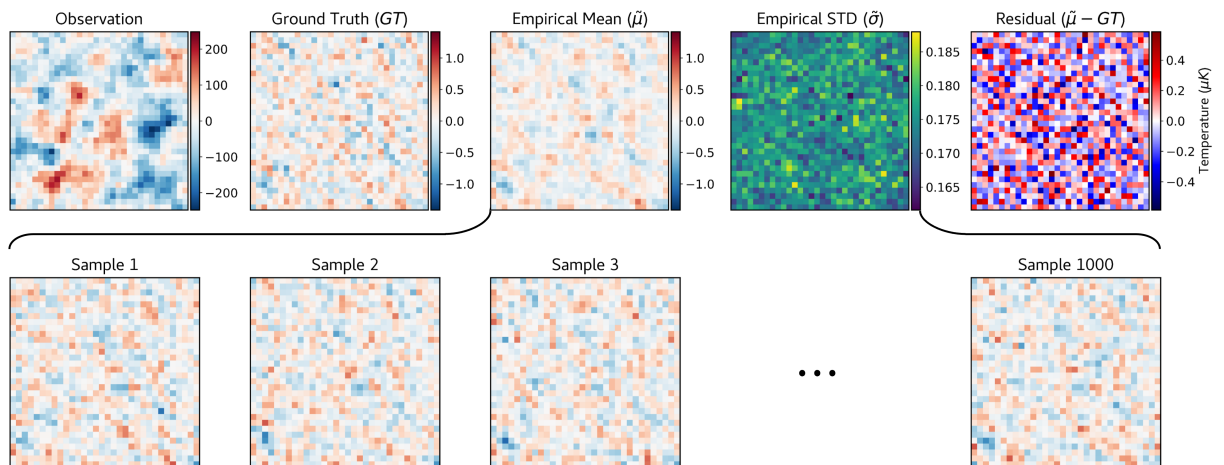 Observation
Ground Truth (GT)
Empirical Mean (μ̃)
Empirical STD (σ̃)
Residual (μ̃ − GT)
200
100
0
−100
−200
1.0
0.5
0.0
−0.5
−1.0
1.0
0.5
0.0
−0.5
−1.0
0.185
0.180
0.175
0.170
0.165
0.4
0.2
0.0
−0.2
−0.4
Temperature (μK)
Sample 1
Sample 2
Sample 3
...
Sample 1000